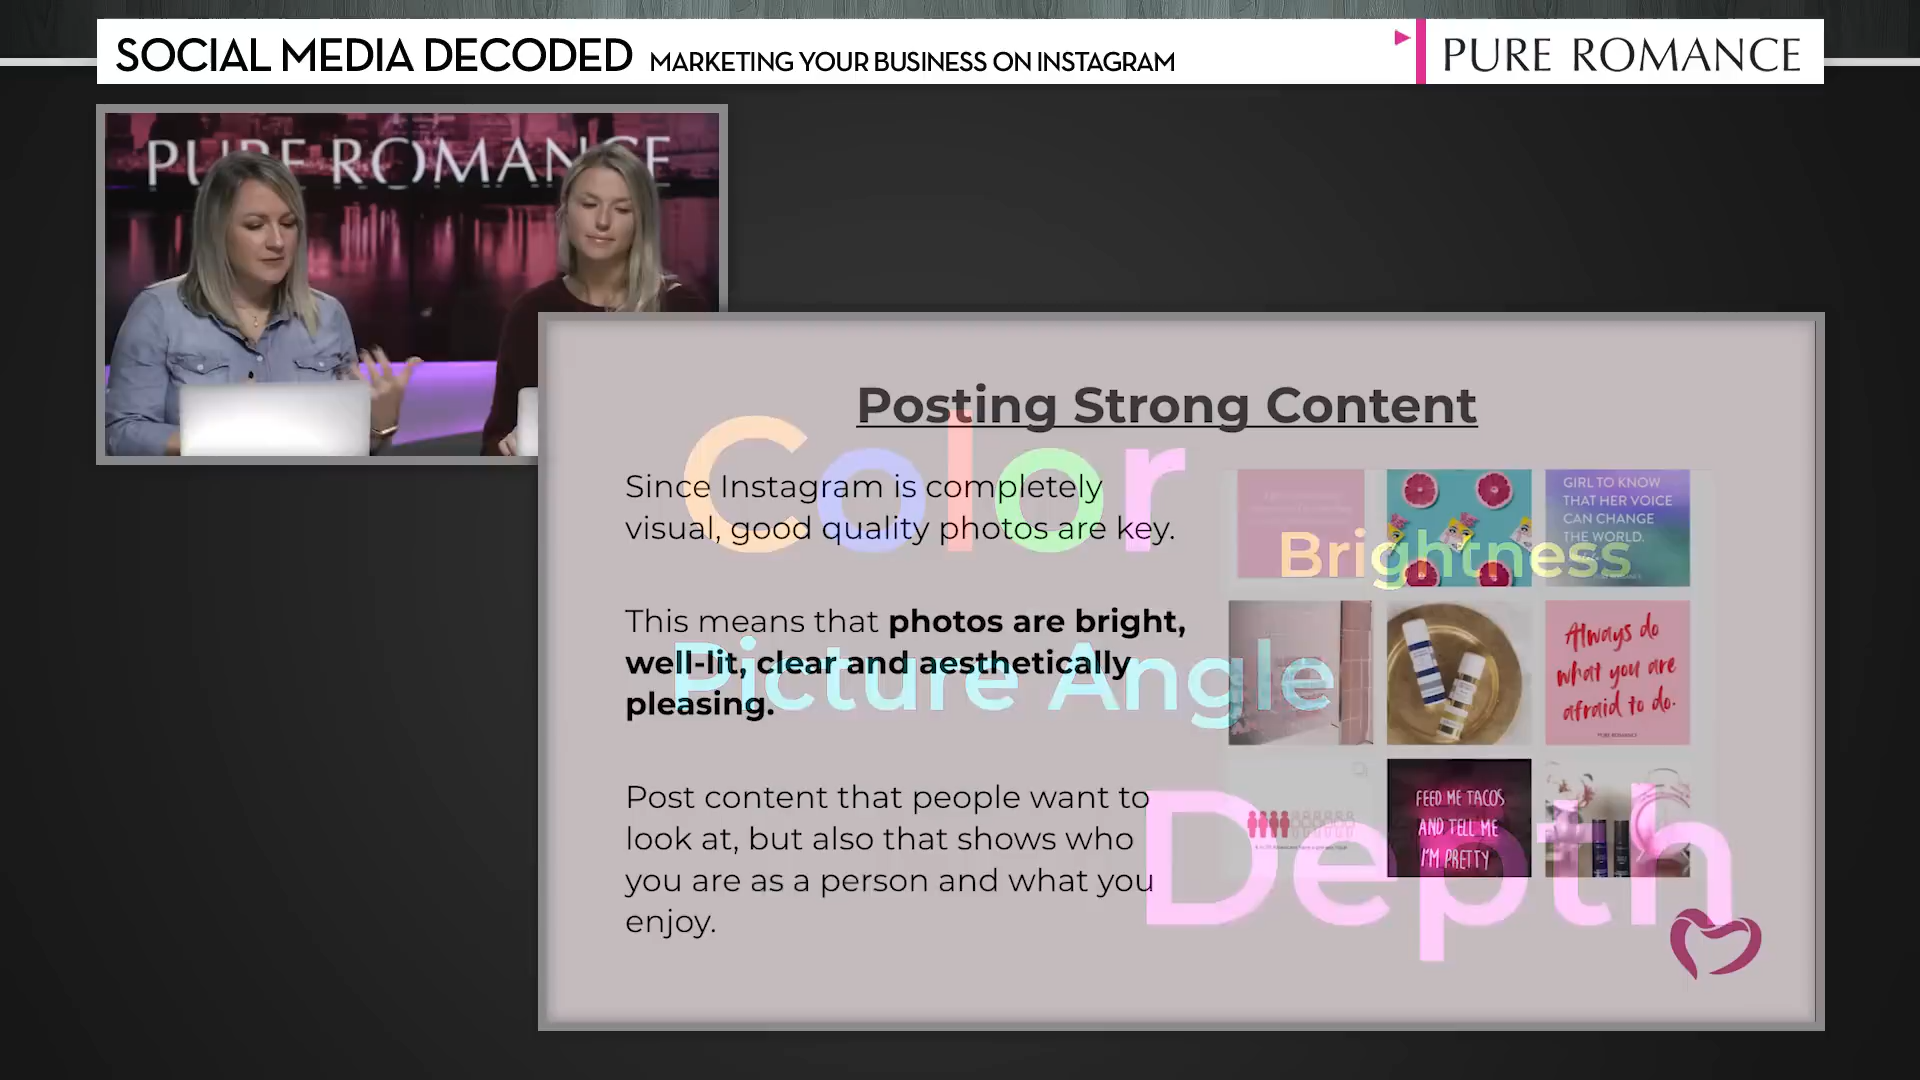 SOCIAL MEDIA DECODED MARKETING YOUR BUSINESS ON INSTAGRAM
PURE ROMANCE
PURE ROMANCE
Posting Strong Content
Color
Since Instagram is completely
visual, good quality photos are key.
This means that photos are bright,
well-lit, clear and aesthetically
pleasing.
Post content that people want to
look at, but also that shows who
you are as a person and what you
enjoy.
Brightness
Picture Angle
Depth
GIRL TO KNOW
THAT HER VOICE
CAN CHANGE
THE WORLD.
Always do
what you are
afraid to do.
PURE ROMANCE
FEED ME TACOS
AND TELL ME
I'M PRETTY